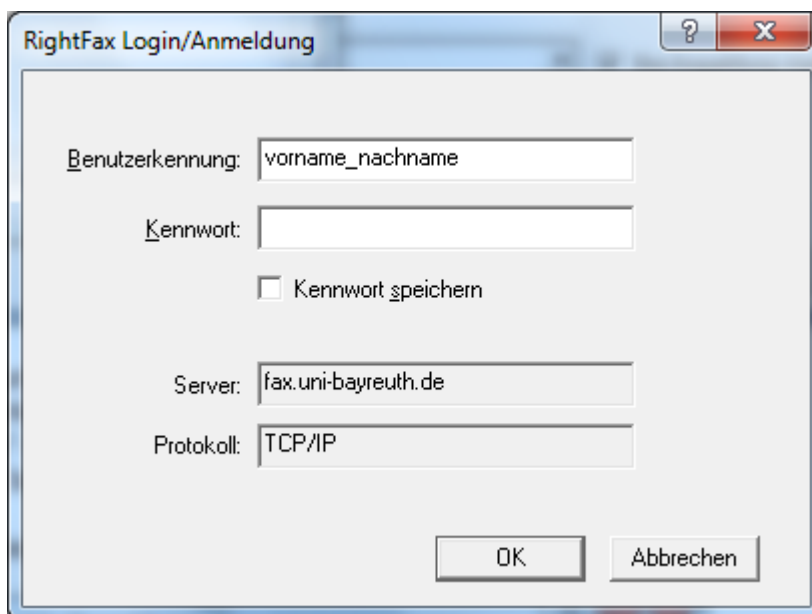 RightFax Login/Anmeldung
Benutzerkennung: vorname_nachname
Kennwort:
Kennwort speichern
Server: fax.uni-bayreuth.de
Protokoll: TCP/IP
OK Abbrechen